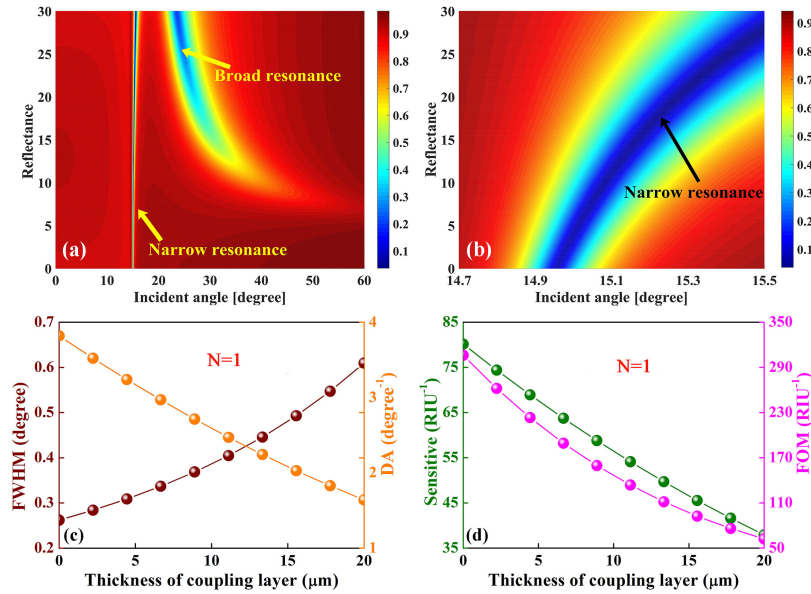 30
25
20
15
10
5
0
Reflectance
Broad resonance
Narrow resonance
(a)
0 10 20 30 40 50 60
Incident angle [degree]
0.9
0.8
0.7
0.6
0.5
0.4
0.3
0.2
0.1
30
25
20
15
10
5
0
Reflectance
Narrow resonance
(b)
14.7 14.9 15.1 15.3 15.5
Incident angle [degree]
0.9
0.8
0.7
0.6
0.5
0.4
0.3
0.2
0.1
0.7
0.6
0.5
0.4
0.3
0.2
FWHM (degree)
N=1
(c)
4
3
2
1
DA (degree⁻¹)
0 5 10 15 20
Thickness of coupling layer (μm)
85
75
65
55
45
35
Sensitive (RIU⁻¹)
N=1
(d)
350
290
230
170
110
50
FOM (RIU⁻¹)
0 5 10 15 20
Thickness of coupling layer (μm)